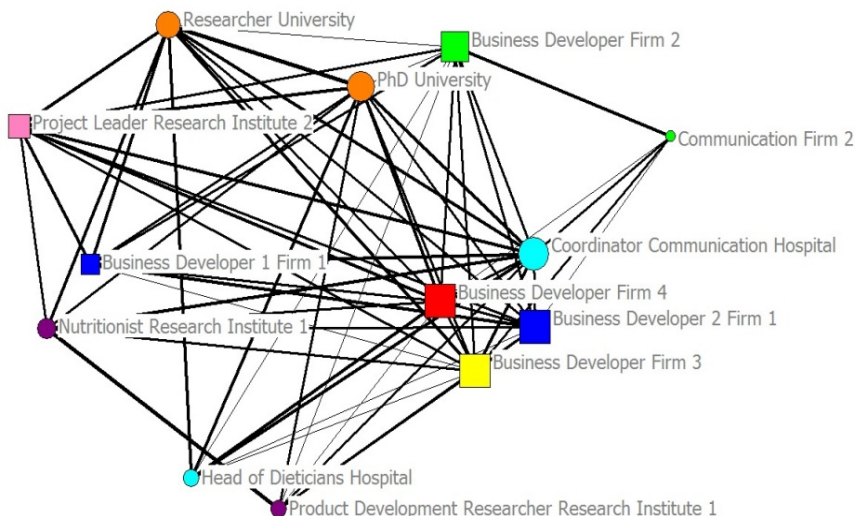 Researcher University
Business Developer Firm 2
PhD University
Project Leader Research Institute 2
Communication Firm 2
Coordinator Communication Hospital
Business Developer 1 Firm 1
Business Developer Firm 4
Business Developer 2 Firm 1
Nutritionist Research Institute 1
Business Developer Firm 3
Head of Dieticians Hospital
Product Development Researcher Research Institute 1